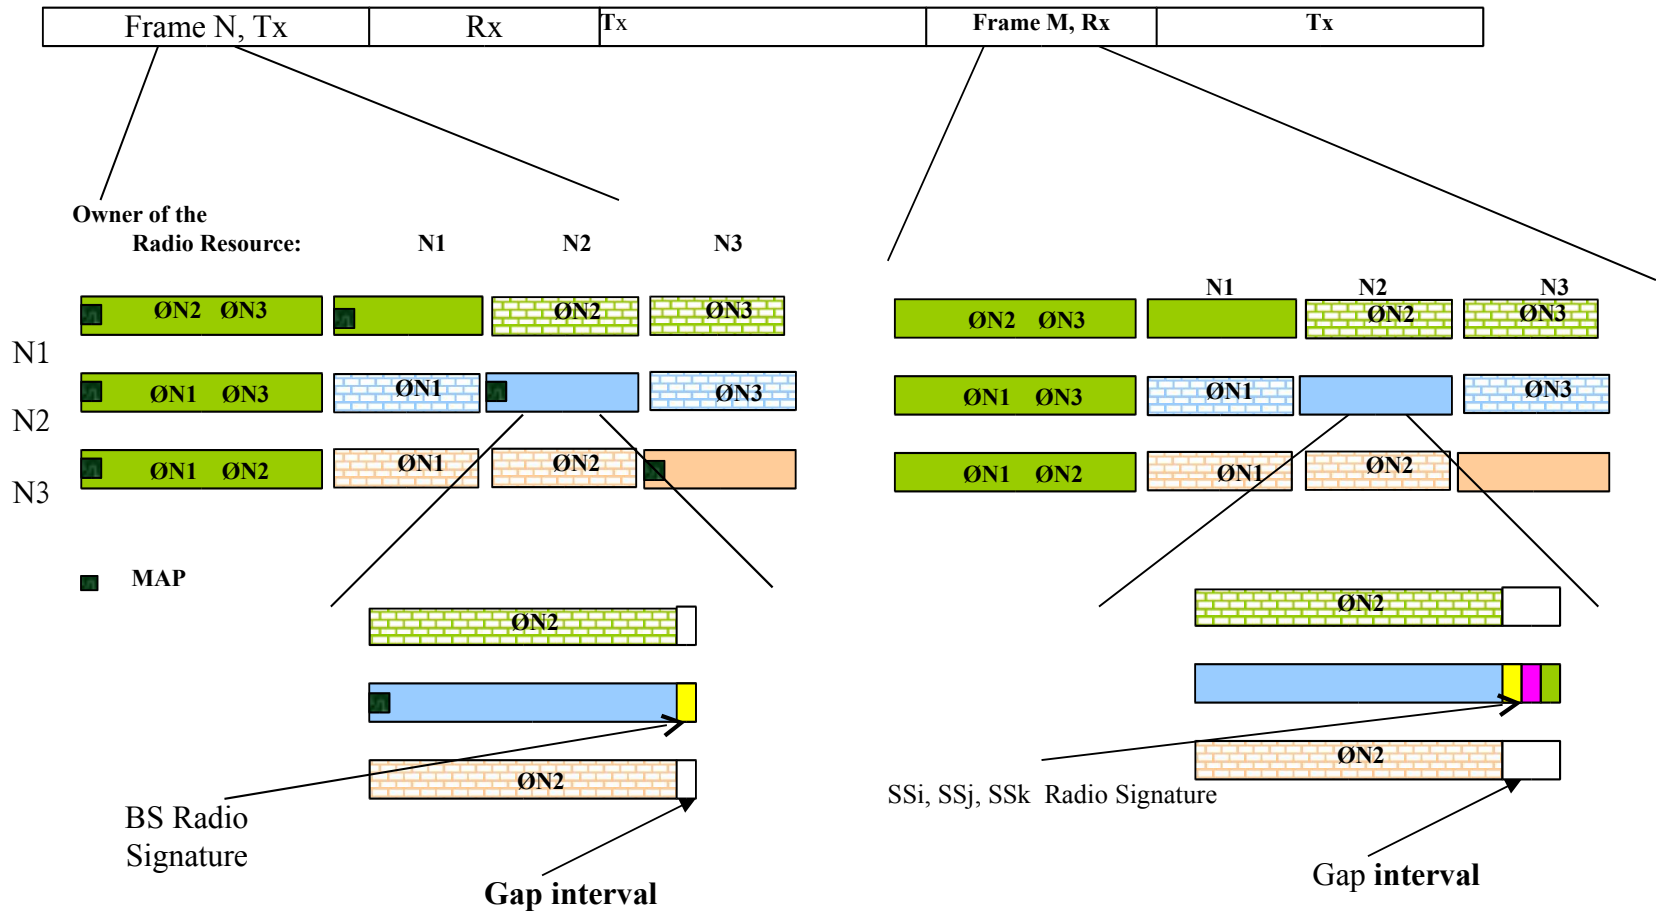 Frame N, Tx Rx Tx Frame M, Rx Tx
Owner of the
Radio Resource: N1 N2 N3
N1 N2 N3
ØN2 ØN3 ØN2 ØN3
ØN2 ØN3 ØN2 ØN3
N1
ØN1 ØN3 ØN1 ØN3
ØN1 ØN3 ØN1 ØN3
N2
ØN1 ØN2 ØN1 ØN2
ØN1 ØN2 ØN1 ØN2
N3
MAP
ØN2
ØN2
ØN2
ØN2
SSi, SSj, SSk Radio Signature
BS Radio
Signature
Gap interval
Gap interval